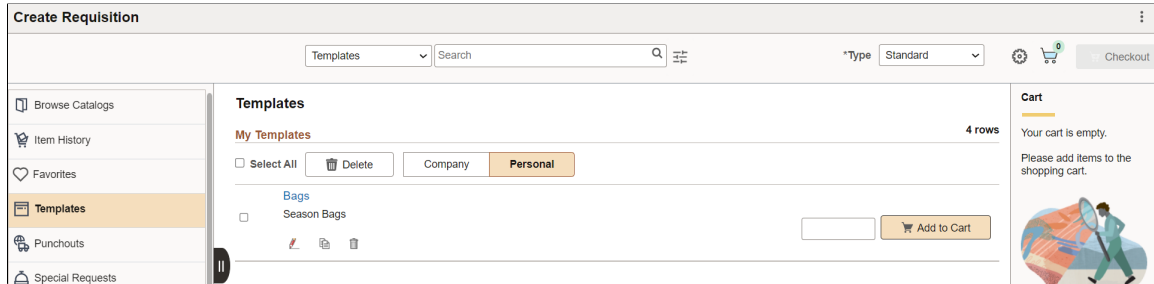 Create Requisition
Templates
Search
*Type
Standard
0
Checkout
Browse Catalogs
Item History
Favorites
Templates
Punchouts
Special Requests
Templates
My Templates
4 rows
Select All
Delete
Company
Personal
Bags
Season Bags
Add to Cart
Cart
Your cart is empty.
Please add items to the
shopping cart.